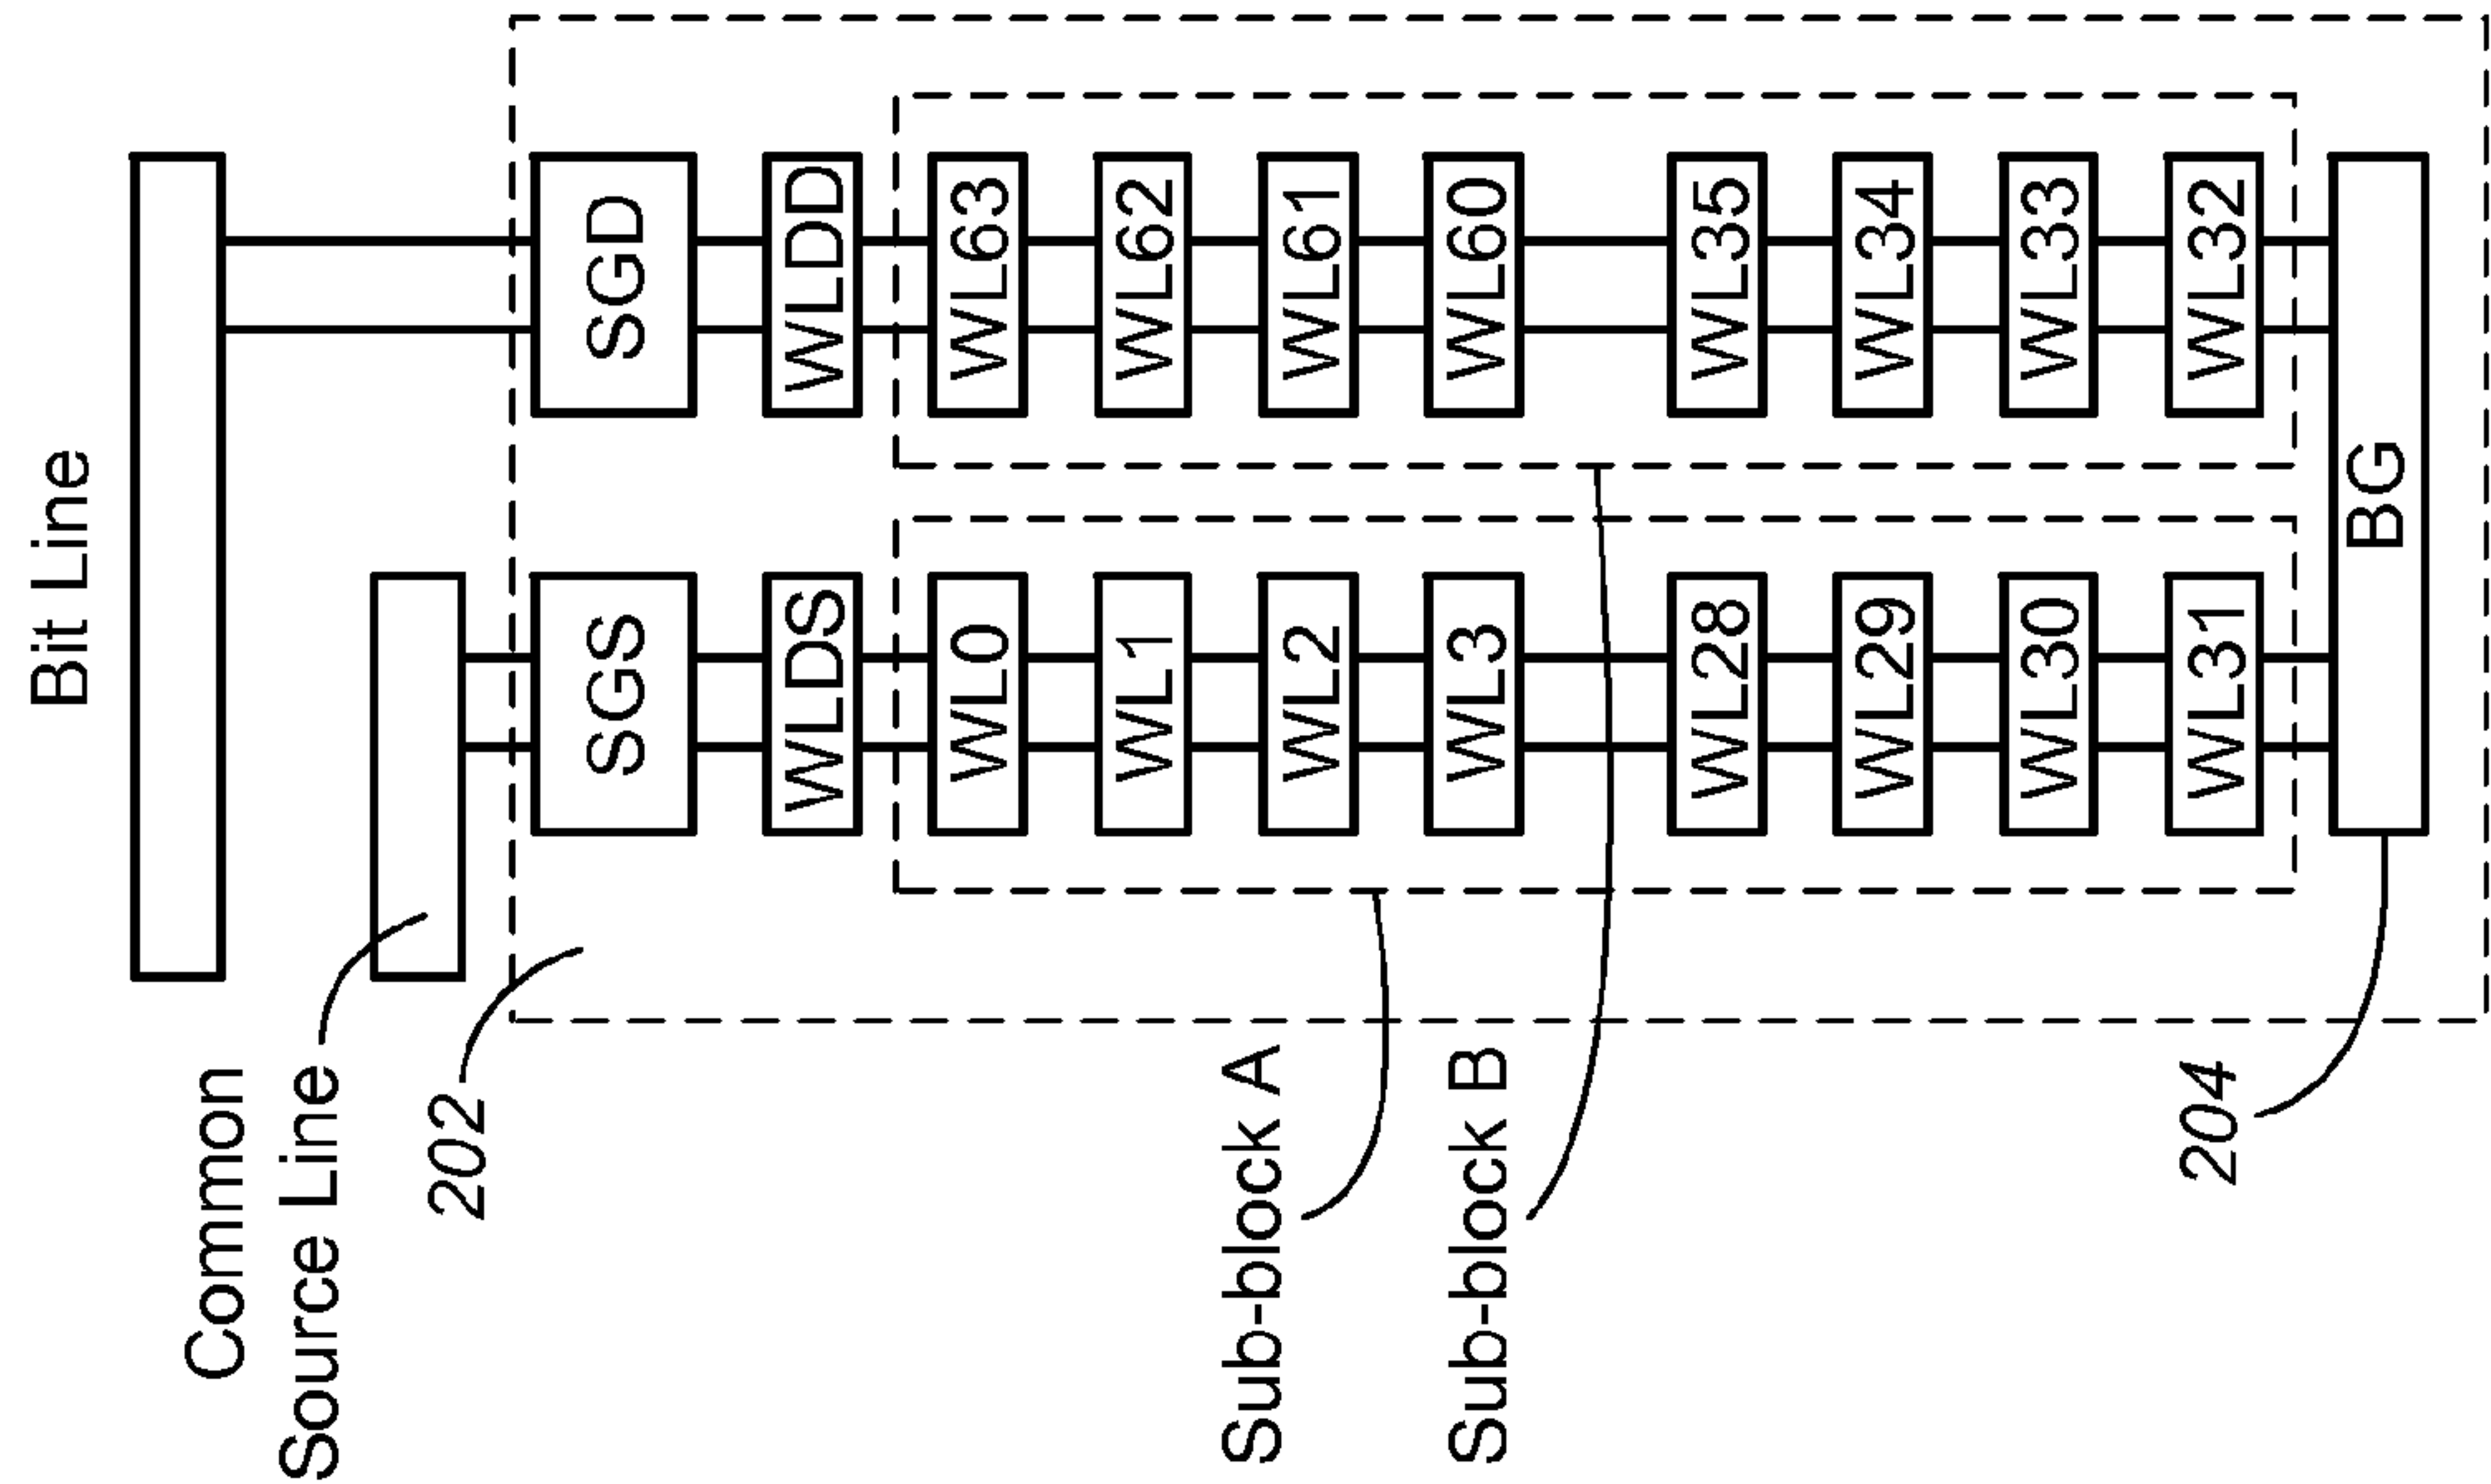 Bit Line
Common
Source Line
202
SGS
SGD
WLDS
WLDD
WL0
WL63
WL1
WL62
WL2
WL61
WL3
WL60
Sub-block A
Sub-block B
WL28
WL35
WL29
WL34
WL30
WL33
WL31
WL32
204
BG